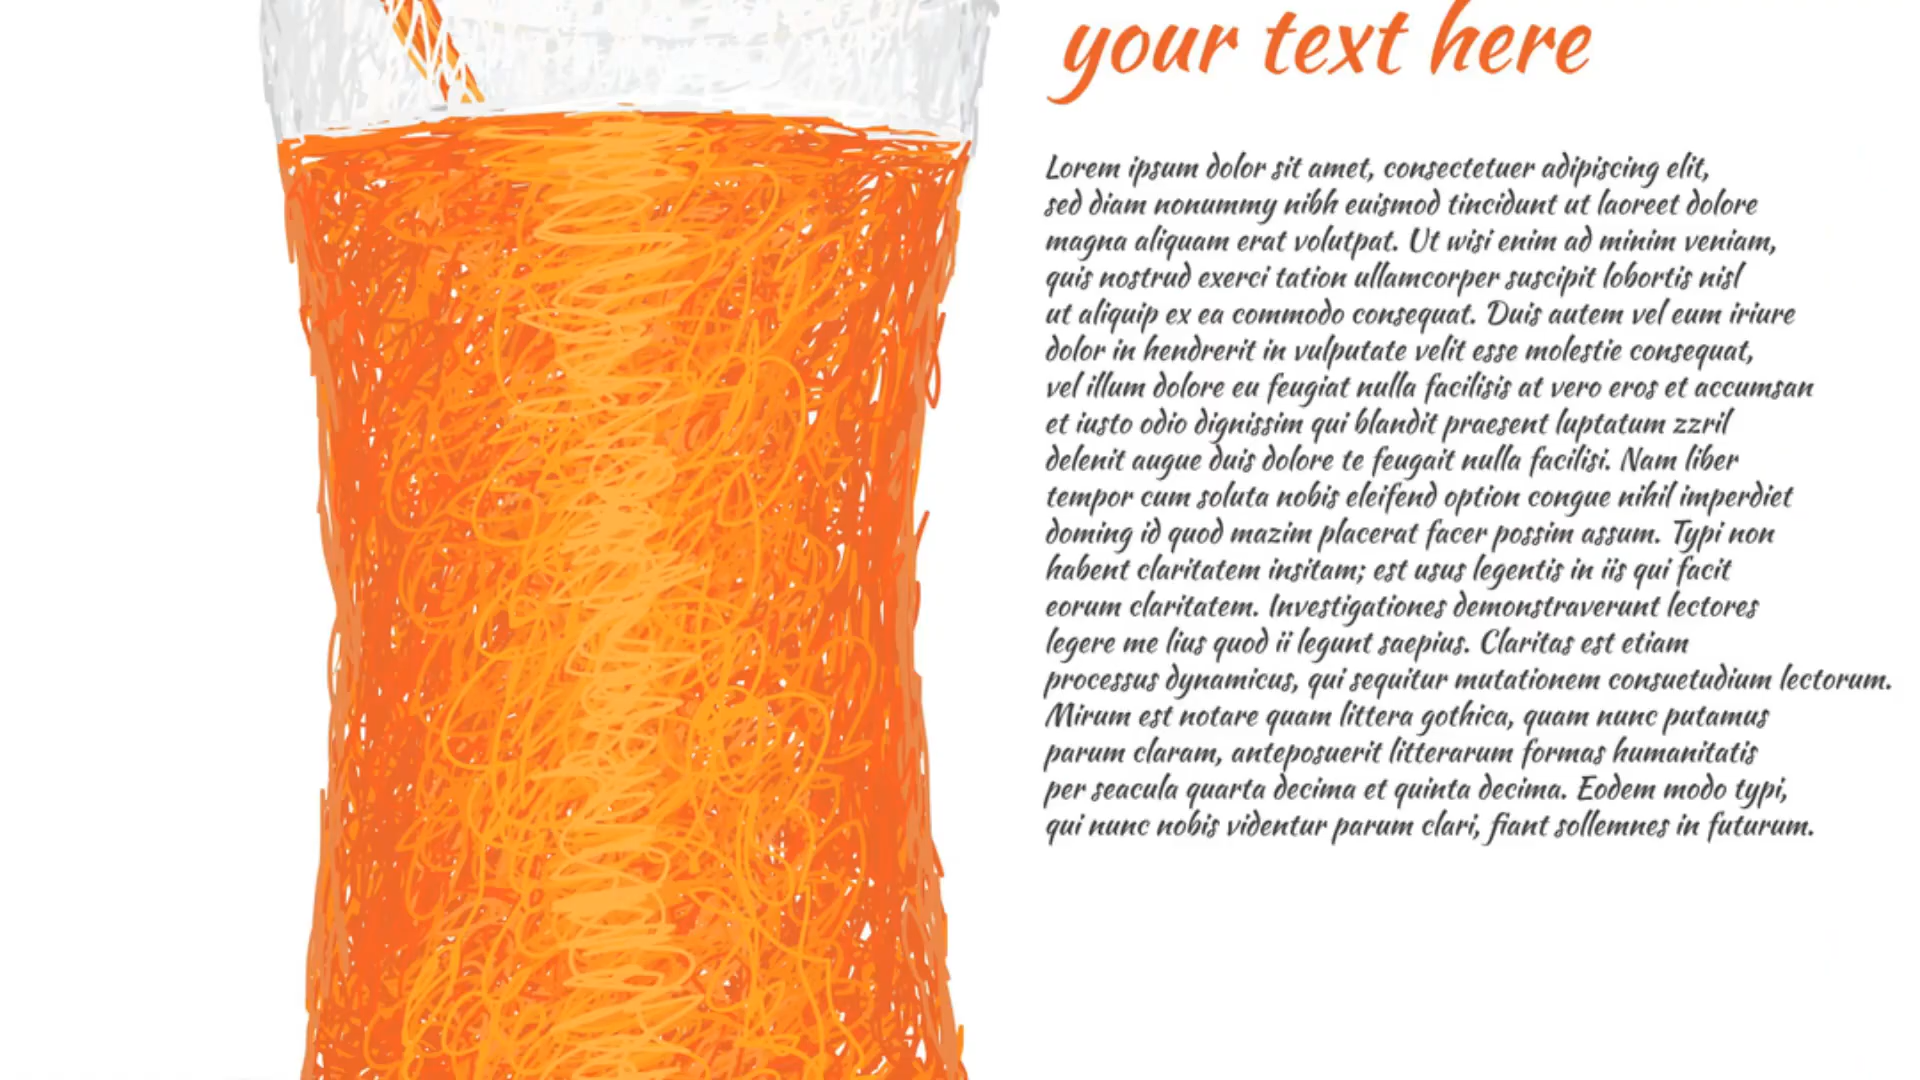 your text here
Lorem ipsum dolor sit amet, consectetuer adipiscing elit,
sed diam nonummy nibh euismod tincidunt ut laoreet dolore
magna aliquam erat volutpat. Ut wisi enim ad minim veniam,
quis nostrud exerci tation ullamcorper suscipit lobortis nisl
ut aliquip ex ea commodo consequat. Duis autem vel eum iriure
dolor in hendrerit in vulputate velit esse molestie consequat,
vel illum dolore eu feugiat nulla facilisis at vero eros et accumsan
et iusto odio dignissim qui blandit praesent luptatum zzril
delenit augue duis dolore te feugait nulla facilisi. Nam liber
tempor cum soluta nobis eleifend option congue nihil imperdiet
doming id quod mazim placerat facer possim assum. Typi non
habent claritatem insitam; est usus legentis in iis qui facit
eorum claritatem. Investigationes demonstraverunt lectores
legere me lius quod ii legunt saepius. Claritas est etiam
processus dynamicus, qui sequitur mutationem consuetudium lectorum.
Mirum est notare quam littera gothica, quam nunc putamus
parum claram, anteposuerit litterarum formas humanitatis
per seacula quarta decima et quinta decima. Eodem modo typi,
qui nunc nobis videntur parum clari, fiant sollemnes in futurum.